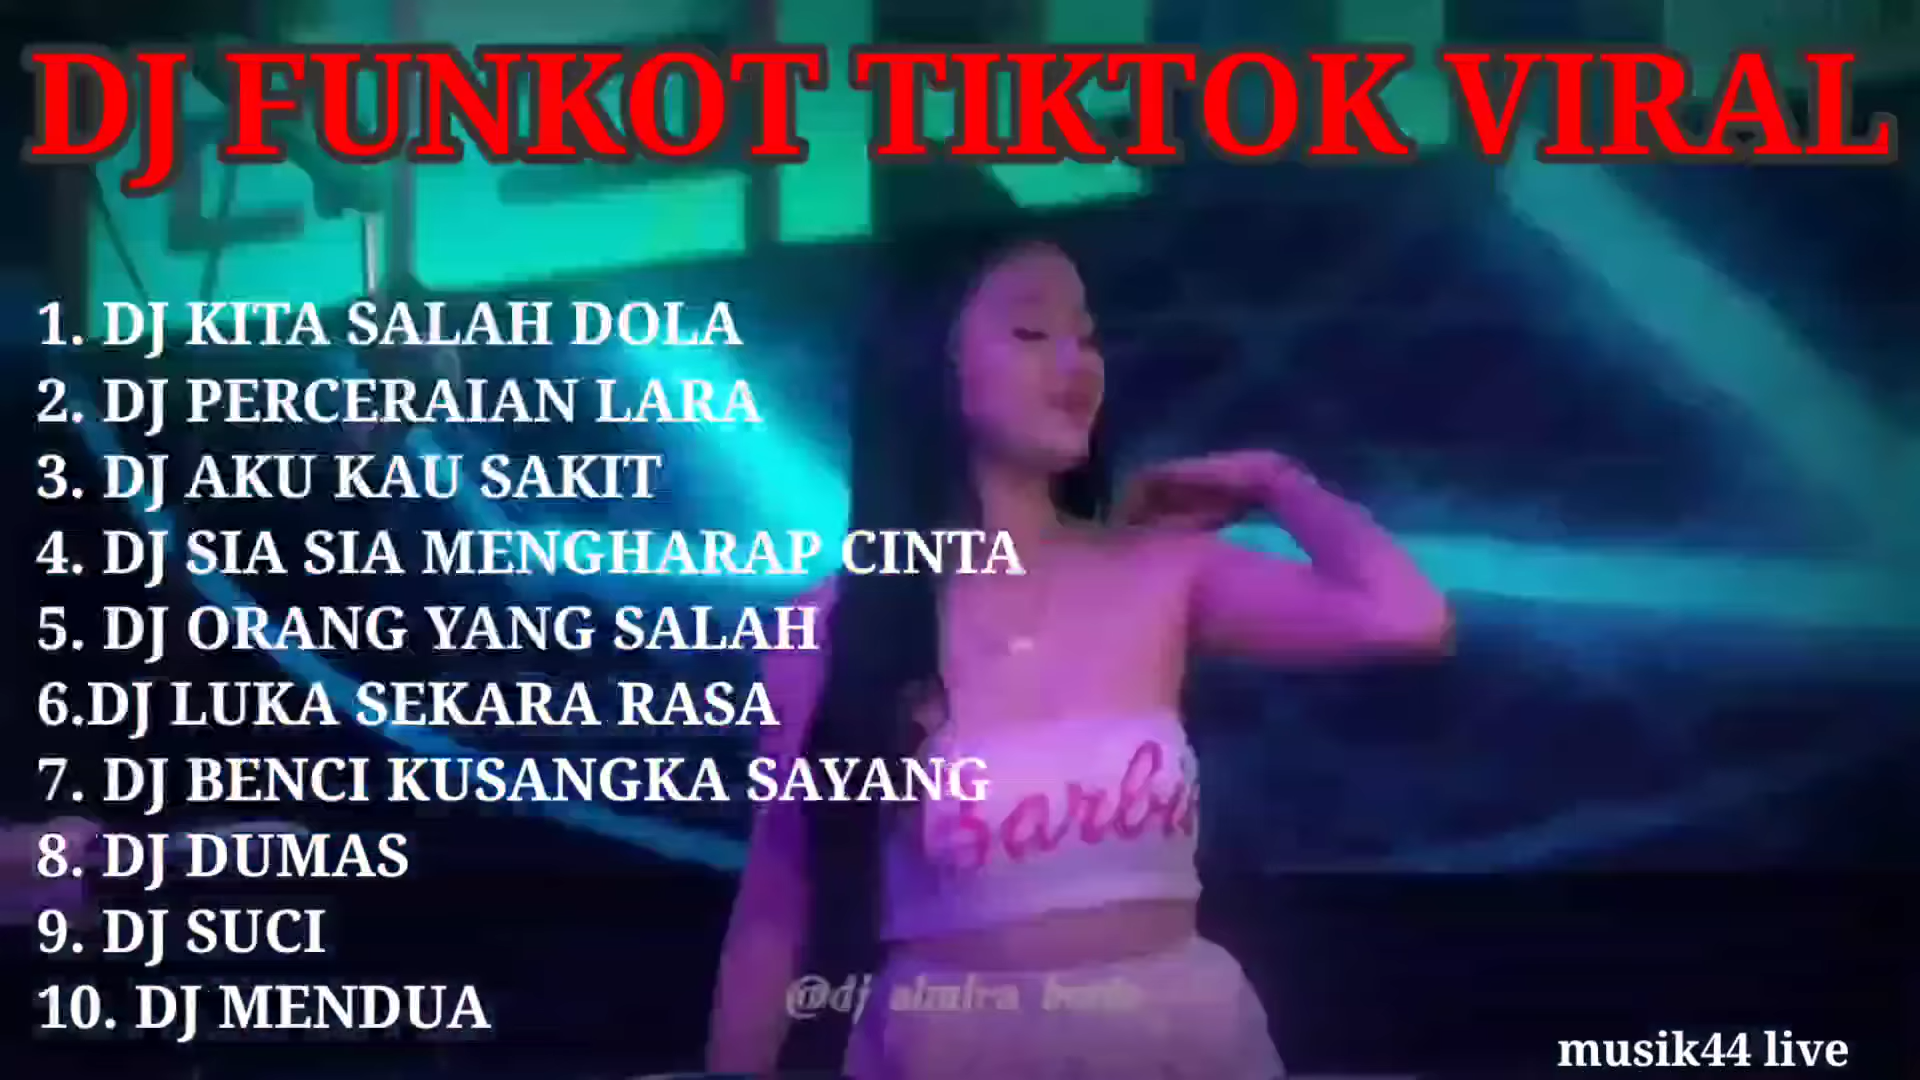 DJ FUNKOT TIKTOK VIRAL
1. DJ KITA SALAH DOLA
2. DJ PERCERAIAN LARA
3. DJ AKU KAU SAKIT
4. DJ SIA SIA MENGHARAP CINTA
5. DJ ORANG YANG SALAH
6.DJ LUKA SEKARA RASA
7. DJ BENCI KUSANGKA SAYANG
8. DJ DUMAS
9. DJ SUCI
10. DJ MENDUA
@dj
musik44 live